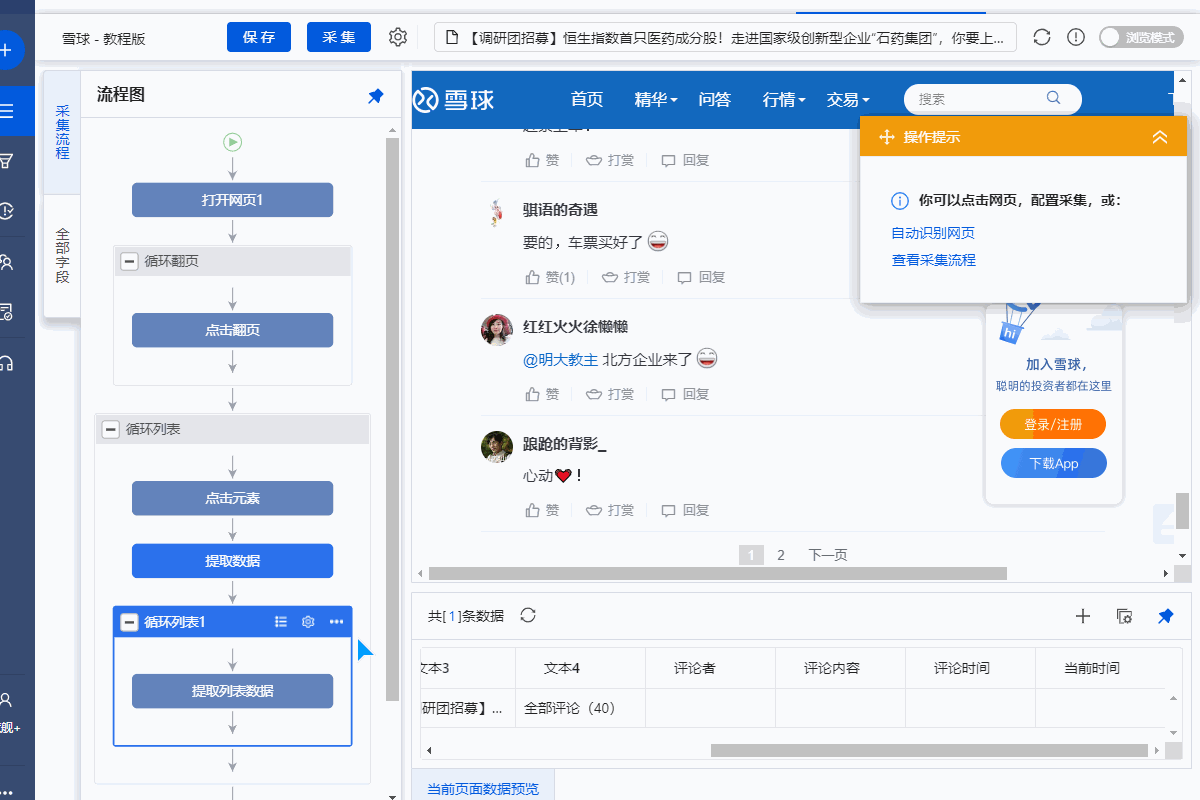 雪球 - 教程版
保 存
采 集
【调研团招募】恒生指数首只医药成分股！走进国家级创新型企业“石药集团”，你要上...
浏览模式
采集流程
全部字段
流程图
打开网页1
循环翻页
点击翻页
循环列表
点击元素
提取数据
循环列表1
提取列表数据
雪球
首页
精华
问答
行情
交易
搜索
赞
打赏
回复
骐语的奇遇
要的，车票买好了
赞(1)
打赏
回复
红红火火徐懒懒
@明大教主 北方企业来了
赞
打赏
回复
踉跄的背影_
心动❤！
赞
打赏
回复
1
2
下一页
操作提示
你可以点击网页，配置采集，或：
自动识别网页
查看采集流程
hi
加入雪球，
聪明的投资者都在这里
登录/注册
下载App
共[ 1 ]条数据
文本3
文本4
评论者
评论内容
评论时间
当前时间
研团招募】...
全部评论（40）
当前页面数据预览